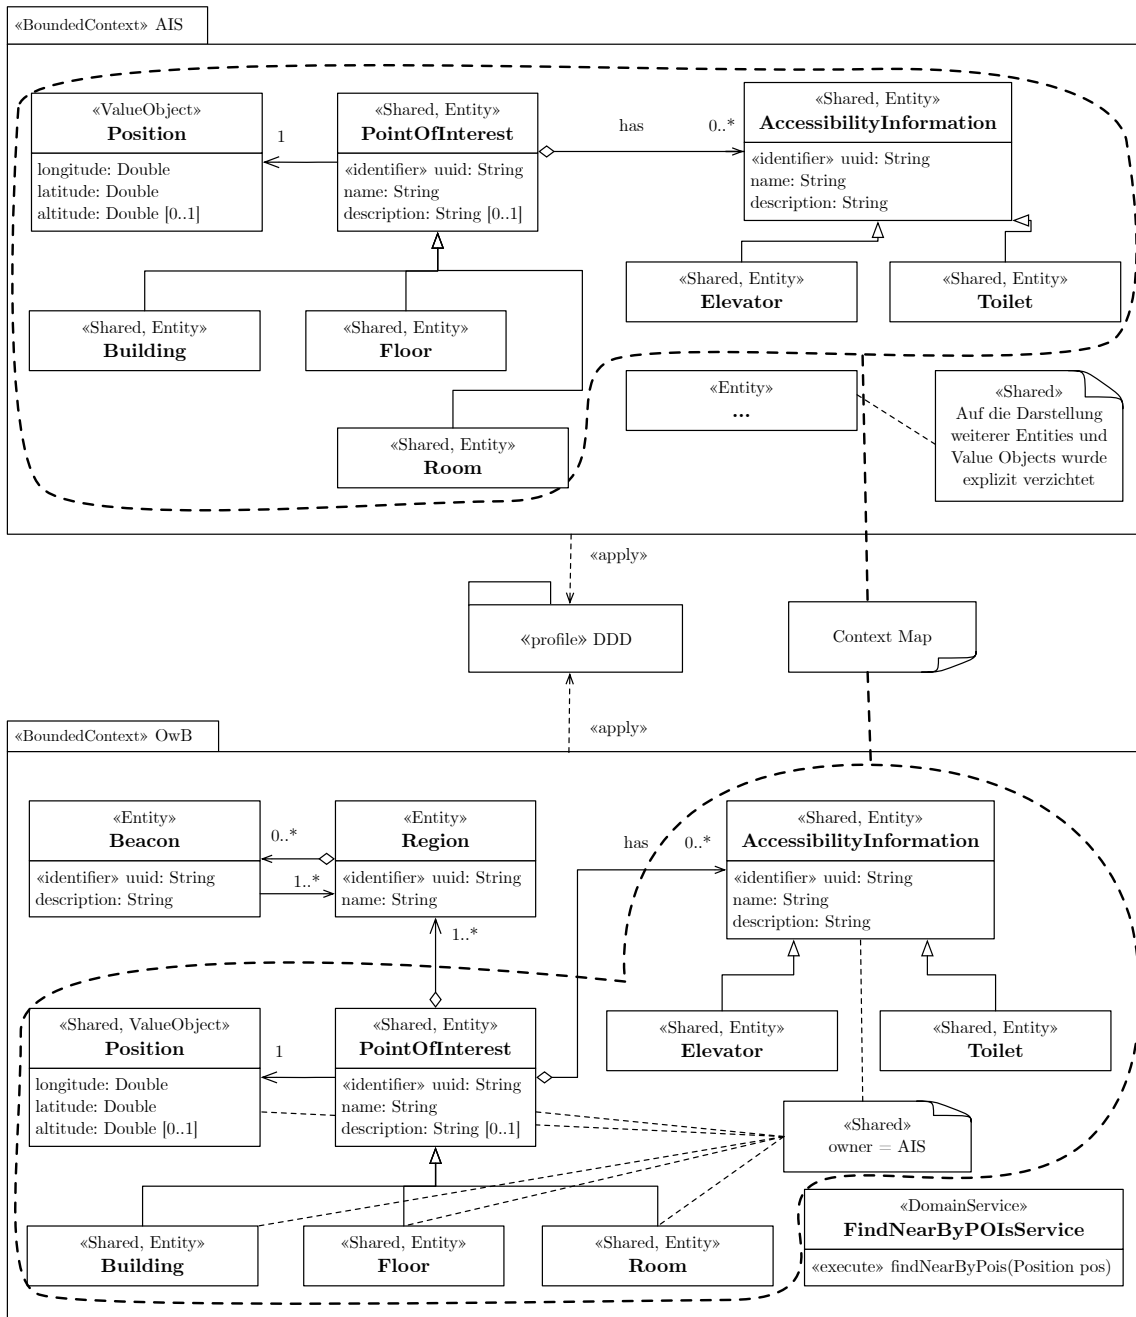 «BoundedContext» AIS
«ValueObject»
Position
longitude: Double
latitude: Double
altitude: Double [0..1]
1
«Shared, Entity»
PointOfInterest
«identifier» uuid: String
name: String
description: String [0..1]
has
0..*
«Shared, Entity»
AccessibilityInformation
«identifier» uuid: String
name: String
description: String
«Shared, Entity»
Elevator
«Shared, Entity»
Toilet
«Shared, Entity»
Building
«Shared, Entity»
Floor
«Shared, Entity»
Room
«Entity»
...
«Shared»
Auf die Darstellung
weiterer Entities und
Value Objects wurde
explizit verzichtet
«apply»
«profile» DDD
Context Map
«apply»
«BoundedContext» OwB
«Entity»
Beacon
«identifier» uuid: String
description: String
0..*
1..*
«Entity»
Region
«identifier» uuid: String
name: String
1..*
has
0..*
«Shared, Entity»
AccessibilityInformation
«identifier» uuid: String
name: String
description: String
«Shared, ValueObject»
Position
longitude: Double
latitude: Double
altitude: Double [0..1]
1
«Shared, Entity»
PointOfInterest
«identifier» uuid: String
name: String
description: String [0..1]
«Shared, Entity»
Elevator
«Shared, Entity»
Toilet
«Shared»
owner = AIS
«Shared, Entity»
Building
«Shared, Entity»
Floor
«Shared, Entity»
Room
«DomainService»
FindNearByPOIsService
«execute» findNearByPois(Position pos)